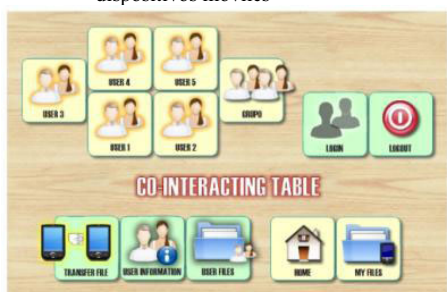 dispositivos móviles
USER 4
USER 5
USER 3
GRUPO
USER 1
USER 2
LOGIN
LOGOUT
CO-INTERACTING TABLE
TRANSFER FILE
USER INFORMATION
USER FILES
HOME
MY FILES